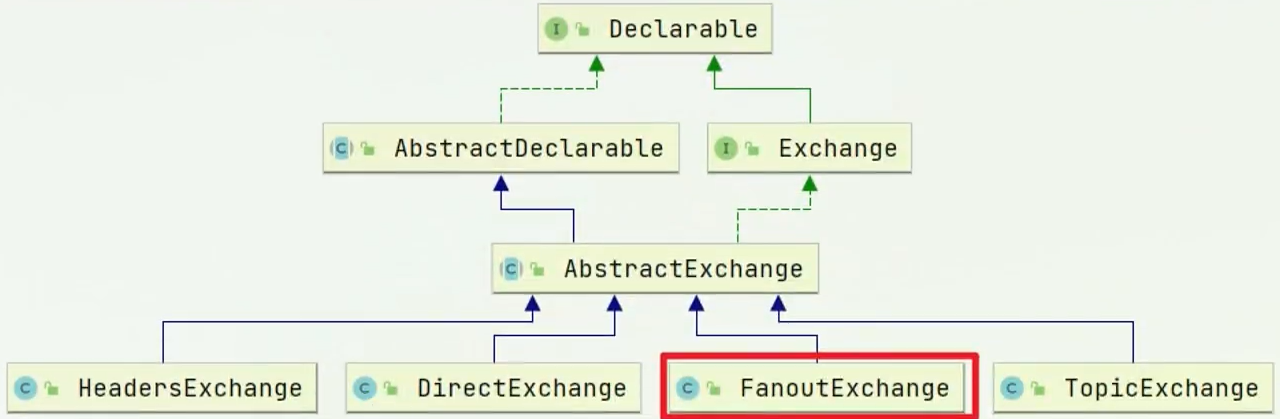 I Declarable
C AbstractDeclarable
I Exchange
C AbstractExchange
C HeadersExchange
C DirectExchange
C FanoutExchange
C TopicExchange